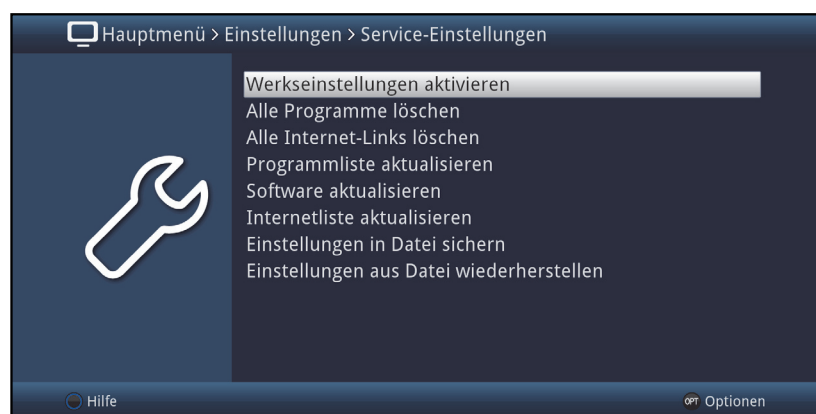 Hauptmenü > Einstellungen > Service-Einstellungen
Werkseinstellungen aktivieren
Alle Programme löschen
Alle Internet-Links löschen
Programmliste aktualisieren
Software aktualisieren
Internetliste aktualisieren
Einstellungen in Datei sichern
Einstellungen aus Datei wiederherstellen
Hilfe
OPT Optionen